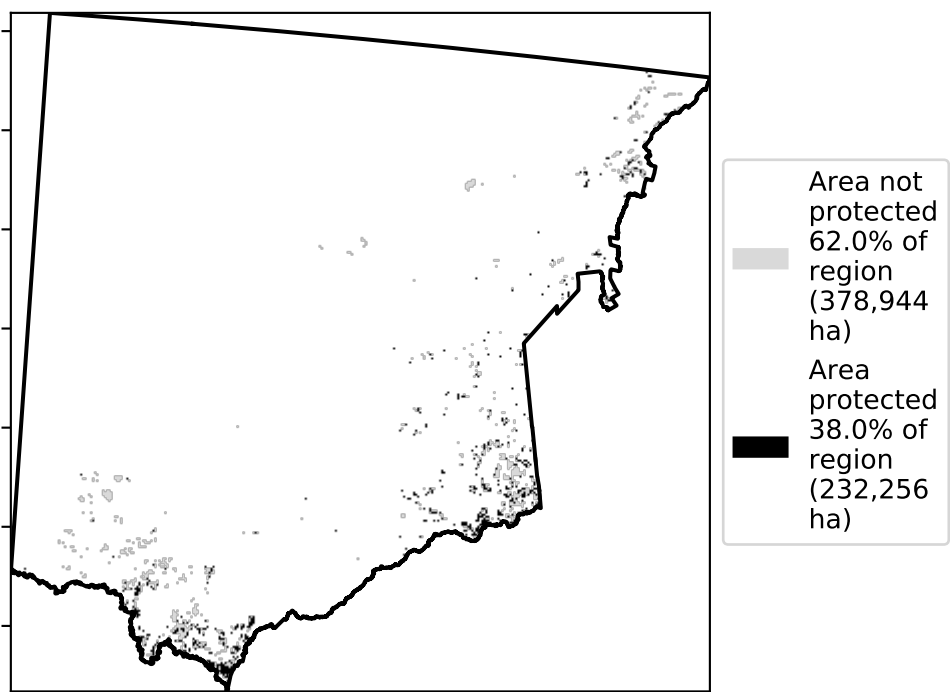 Area not
protected
62.0% of
region
(378,944
ha)
Area
protected
38.0% of
region
(232,256
ha)